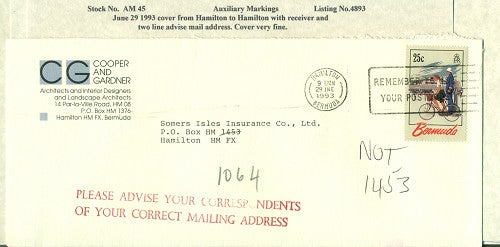 Stock No. AM 45 Auxiliary Markings Listing No.4893
June 29 1993 cover from Hamilton to Hamilton with receiver and
two line advise mail address. Cover very fine.
CG
COOPER
AND
GARDNER
Architects and Interior Designers
and Landscape Architects
14 Par-la-Ville Road, HM 08
P.O. Box HM 1376
Hamilton HM FX, Bermuda
HAMILTON
29 JNE
1993
BERMUDA
REMEMBER
YOUR POST
25c
Bermuda
Somers Isles Insurance Co., Ltd.
P.O. Box HM 1453
Hamilton HM FX
NOT
1453
1064
PLEASE ADVISE YOUR CORRESPONDENTS
OF YOUR CORRECT MAILING ADDRESS